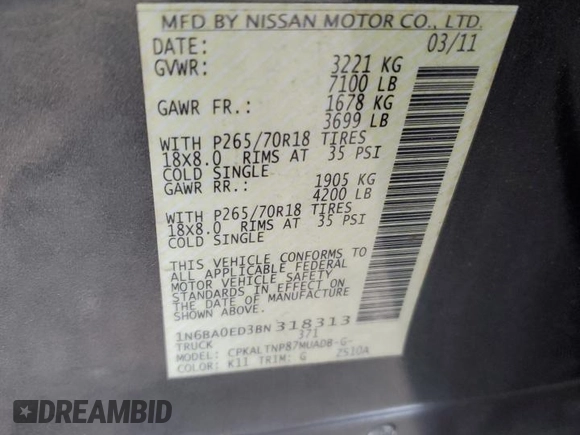 MFD BY NISSAN MOTOR CO., LTD.
DATE: 03/11
GVWR: 3221 KG
7100 LB
GAWR FR.: 1678 KG
3699 LB
WITH P265/70R18 TIRES
18X8.0 RIMS AT 35 PSI
COLD SINGLE
GAWR RR.: 1905 KG
4200 LB
WITH P265/70R18 TIRES
18X8.0 RIMS AT 35 PSI
COLD SINGLE
THIS VEHICLE CONFORMS TO
ALL APPLICABLE FEDERAL
MOTOR VEHICLE SAFETY
STANDARDS IN EFFECT ON
THE DATE OF MANUFACTURE
SHOWN ABOVE.
1N6BA0ED3BN318313
TRUCK 371
MODEL: CPKALTNP87MUADB-G-
COLOR: K11 TRIM: G ZS10A
DREAMBID